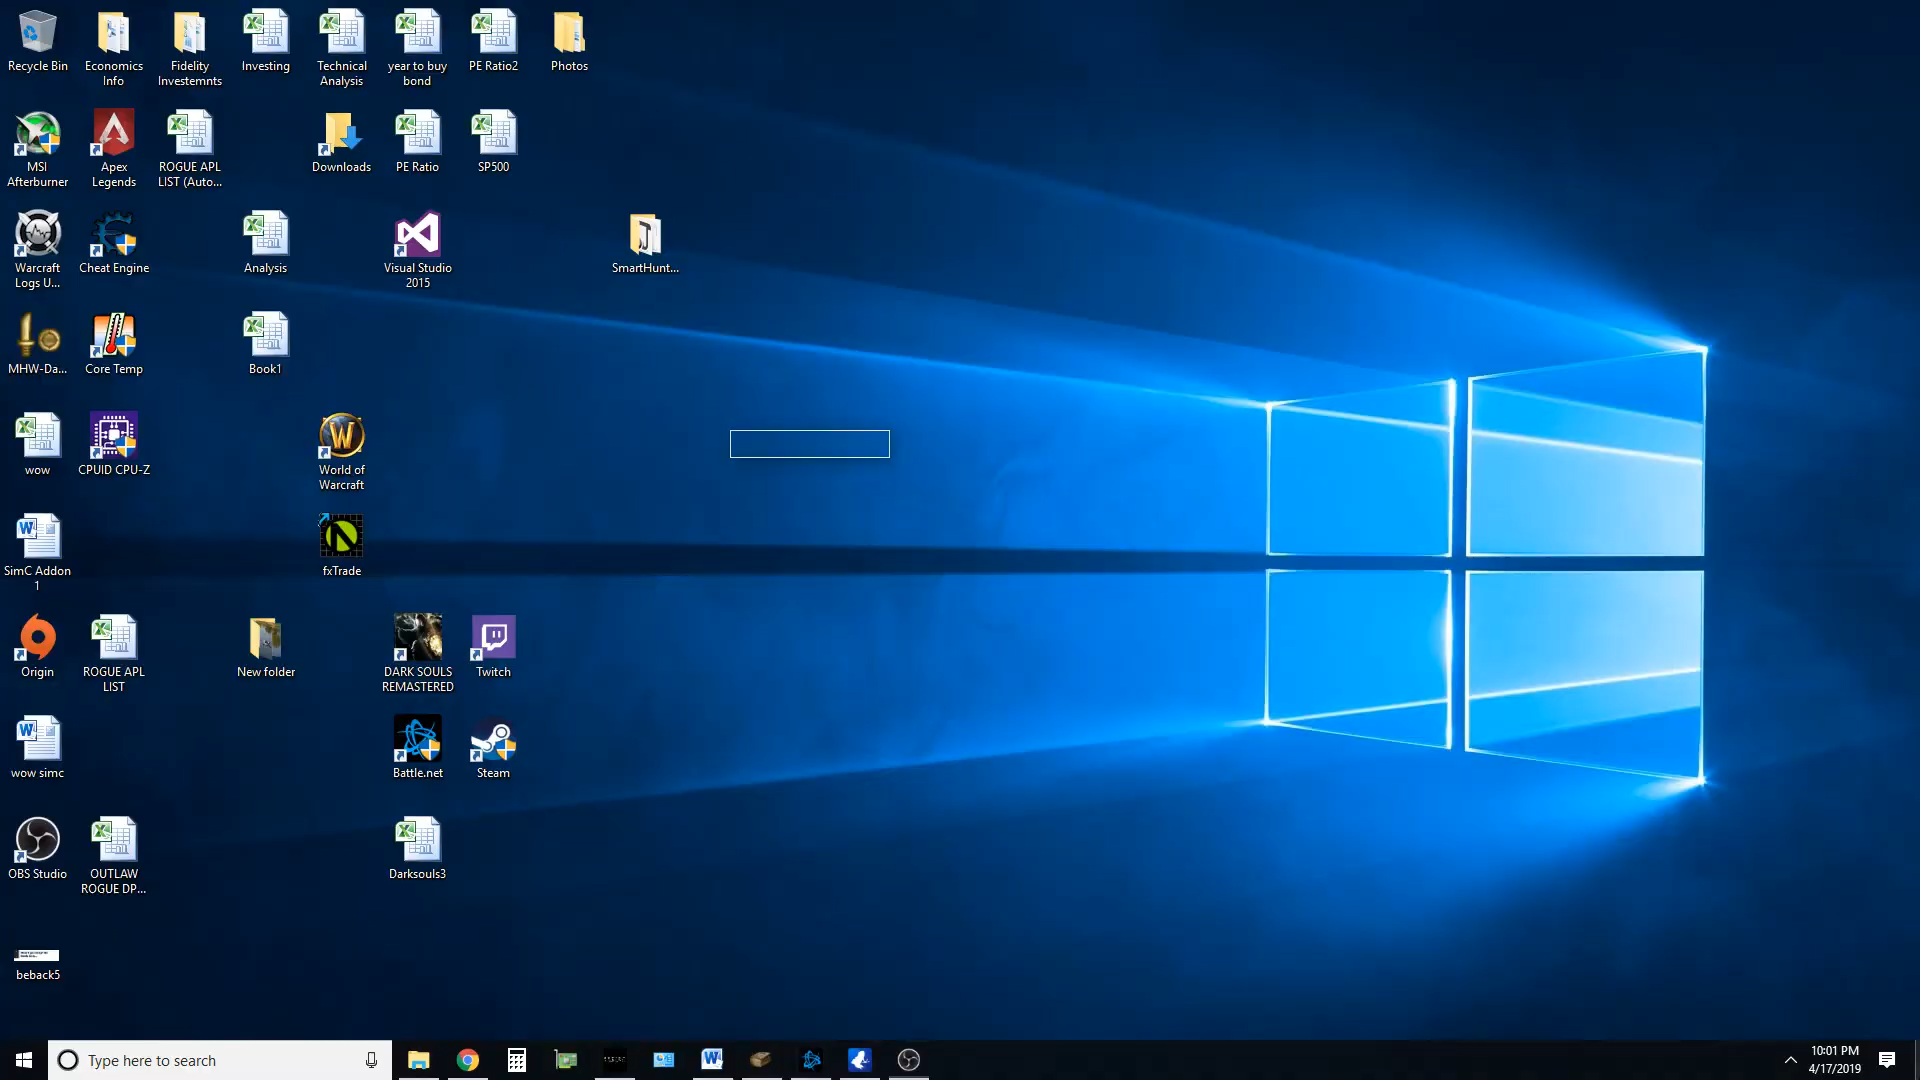 Recycle Bin
Economics
Info
Fidelity
Investemnts
Investing
Technical
Analysis
year to buy
bond
PE Ratio2
Photos
MSI
Afterburner
Apex
Legends
ROGUE APL
LIST (Auto...
Downloads
PE Ratio
SP500
Warcraft
Logs U...
Cheat Engine
Analysis
Visual Studio
2015
SmartHunt...
MHW-Da...
Core Temp
Book1
wow
CPUID CPU-Z
World of
Warcraft
SimC Addon
1
fxTrade
Origin
ROGUE APL
LIST
New folder
DARK SOULS
REMASTERED
Twitch
wow simc
Battle.net
Steam
OBS Studio
OUTLAW
ROGUE DP...
Darksouls3
beback5
Type here to search
10:01 PM
4/17/2019